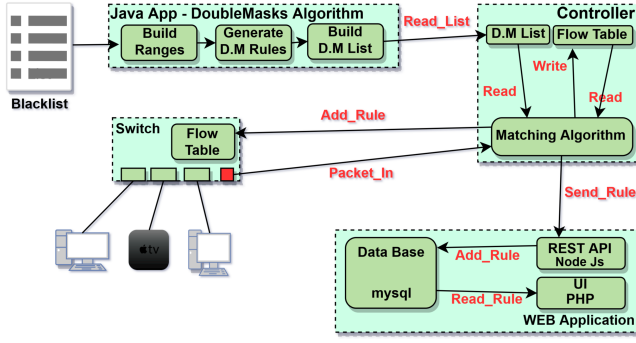 Java App - DoubleMasks Algorithm
Build
Ranges
Generate
D.M Rules
Build
D.M List
Blacklist
Read_List
Controller
D.M List
Flow Table
Write
Read
Read
Matching Algorithm
Add_Rule
Switch
Flow
Table
Packet_In
Send_Rule
tv
Data Base
mysql
Add_Rule
REST API
Node Js
Read_Rule
UI
PHP
WEB Application